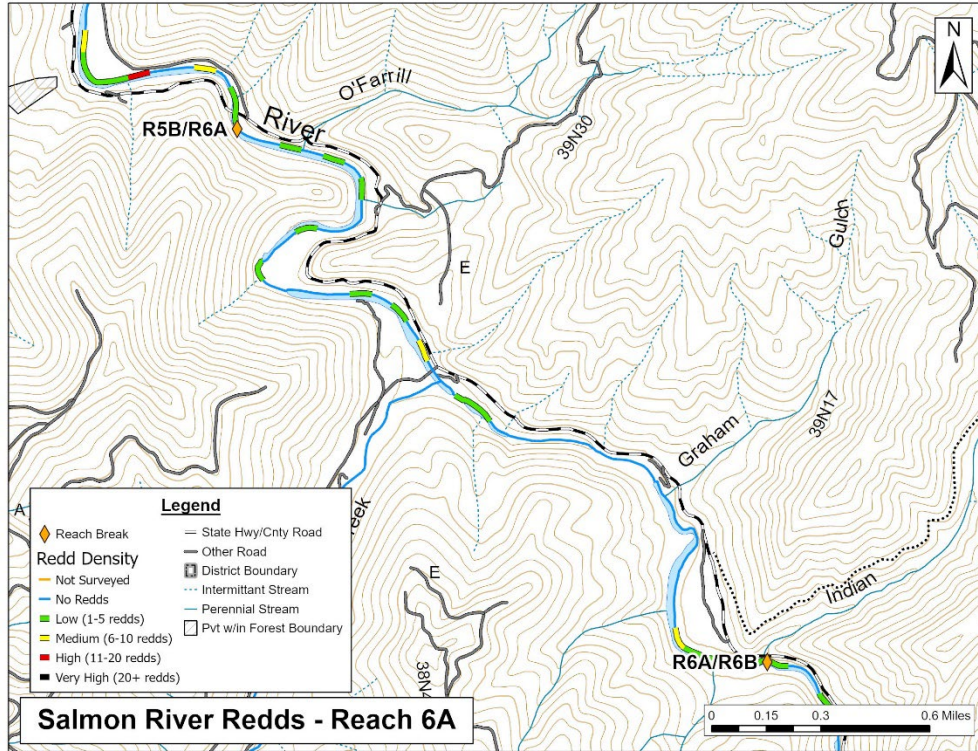 N
O'Farrill
River
R5B/R6A
39N30
Gulch
E
39N17
Graham
Indian
E
R6A/R6B
A
eek
38N4
Legend
Reach Break
Redd Density
Not Surveyed
No Redds
Low (1-5 redds)
Medium (6-10 redds)
High (11-20 redds)
Very High (20+ redds)
State Hwy/Cnty Road
Other Road
District Boundary
Intermittant Stream
Perennial Stream
Pvt w/in Forest Boundary
Salmon River Redds - Reach 6A
0 0.15 0.3 0.6 Miles